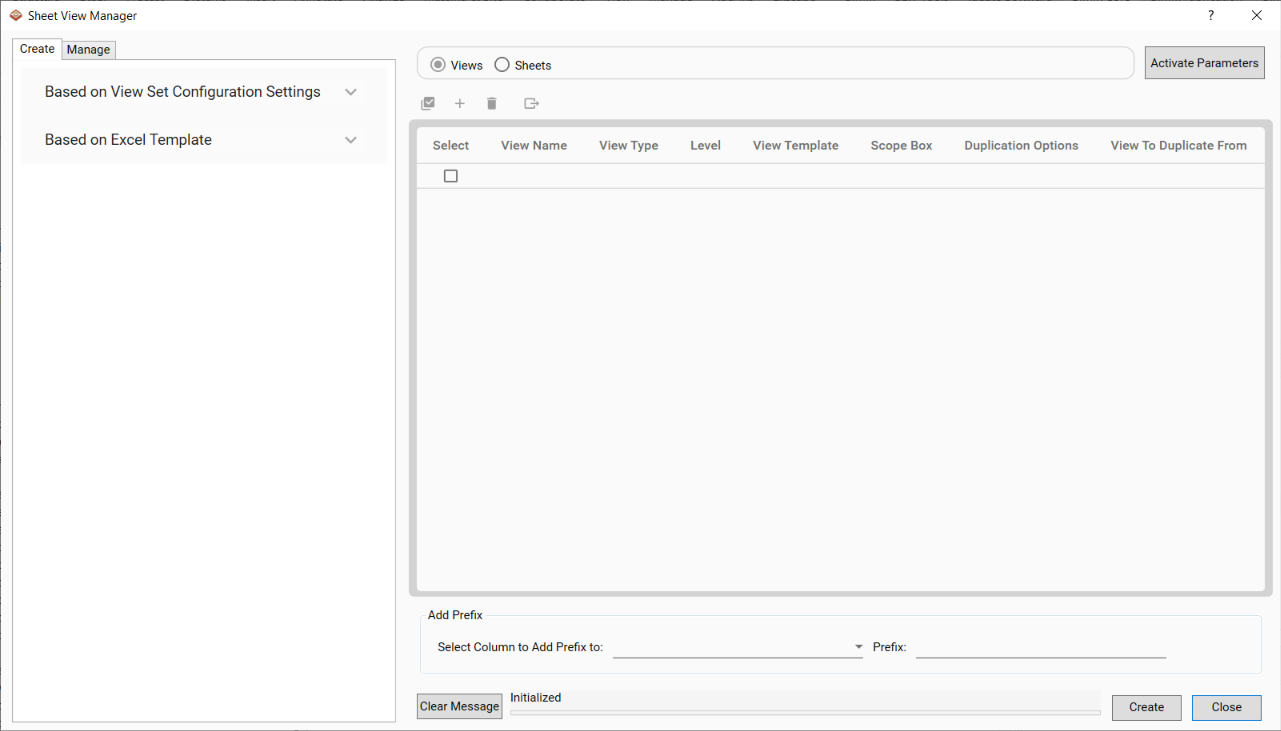 Sheet View Manager
?
Create Manage
Based on View Set Configuration Settings
Based on Excel Template
Views Sheets
Activate Parameters
Select View Name View Type Level View Template Scope Box Duplication Options View To Duplicate From
Add Prefix
Select Column to Add Prefix to: Prefix:
Clear Message
Initialized
Create
Close